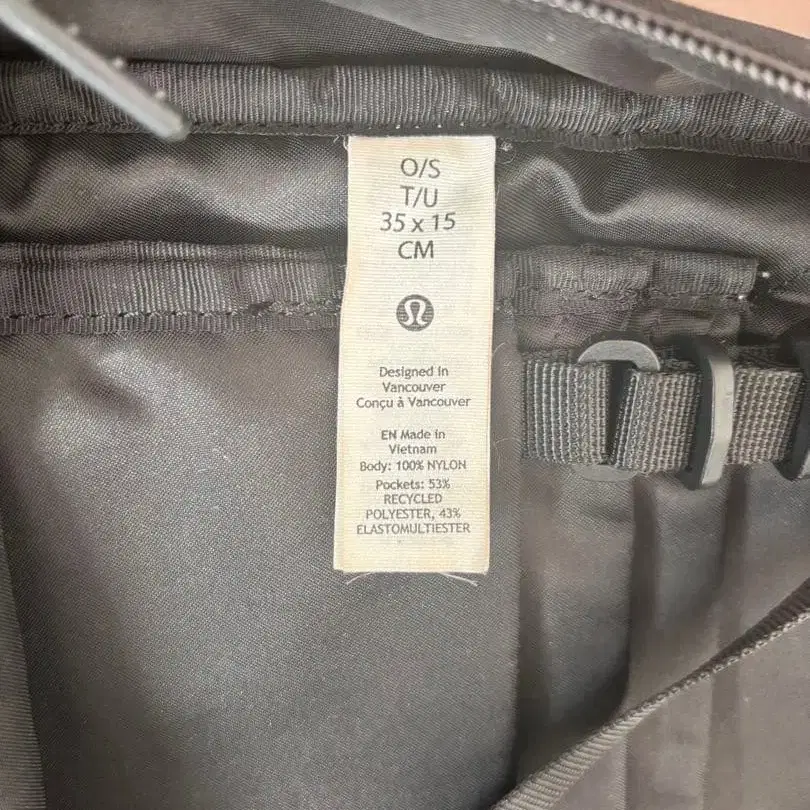 O/S
T/U
35 x 15
CM
Designed in
Vancouver
Conçu à Vancouver
EN Made in
Vietnam
Body: 100% NYLON
Pockets: 53%
RECYCLED
POLYESTER, 43%
ELASTOMULTIESTER